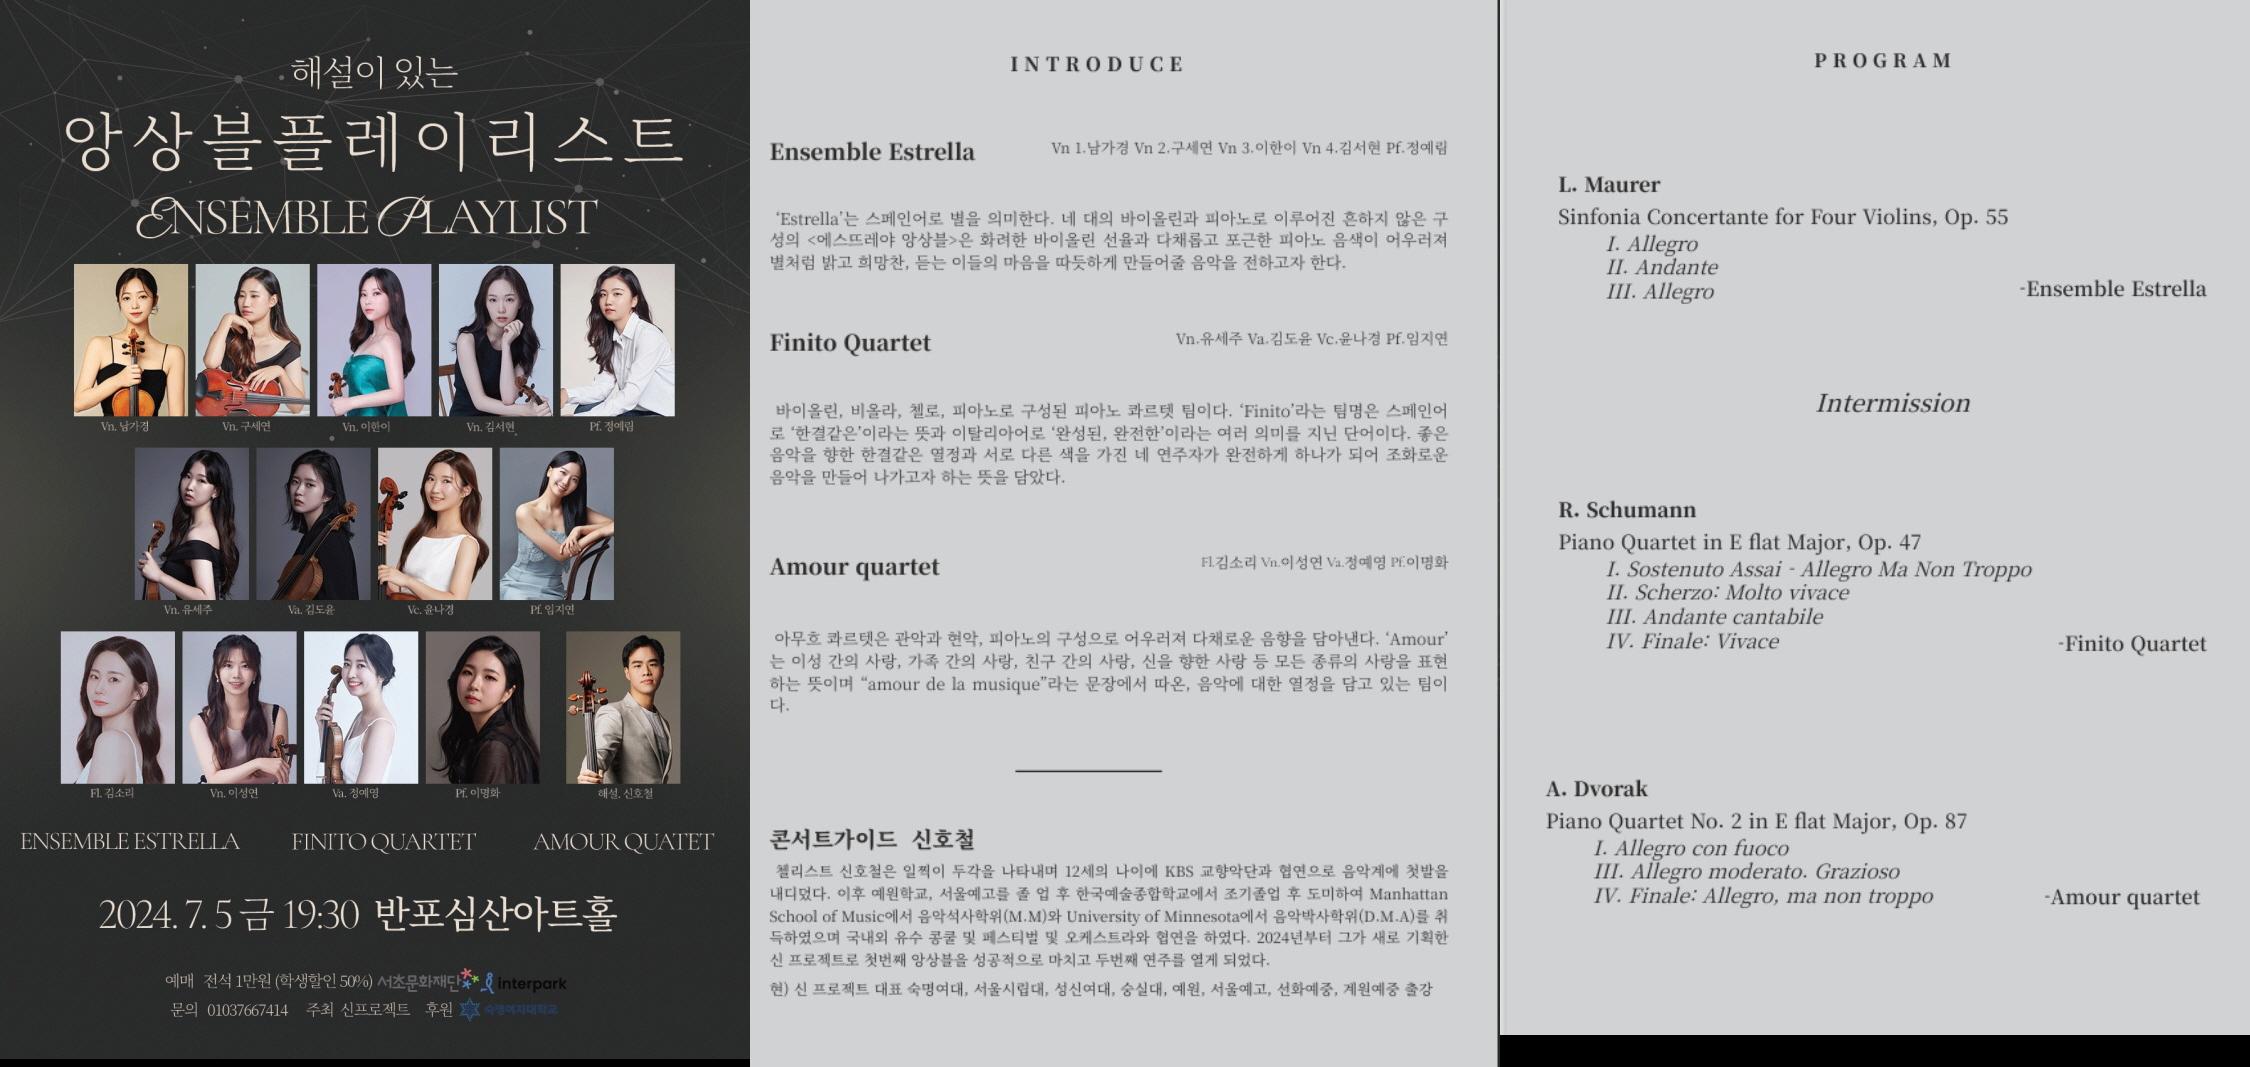 해설이 있는
앙상블플레이리스트
ENSEMBLE PLAYLIST
Vn. 남가경
Vn. 구세연
Vn. 이한이
Vn. 김서현
Pf. 정예림
Vn. 유세주
Va. 김도윤
Vc. 윤나경
Pf. 임지연
Fl. 김소리
Vn. 이성연
Va. 정예영
Pf. 이명화
해설. 신호철
ENSEMBLE ESTRELLA
FINITO QUARTET
AMOUR QUATET
2024. 7. 5 금 19:30 반포심산아트홀
예매 전석 1만원 (학생할인 50%) 서초문화재단 interpark
문의 01037667414 주최 신프로젝트 후원 숙명여자대학교
INTRODUCE
Ensemble Estrella
Vn 1.남가경 Vn 2.구세연 Vn 3.이한이 Vn 4.김서현 Pf.정예림
‘Estrella’는 스페인어로 별을 의미한다. 네 대의 바이올린과 피아노로 이루어진 흔하지 않은 구
성의 <에스뜨레야 앙상블>은 화려한 바이올린 선율과 다채롭고 포근한 피아노 음색이 어우러져
별처럼 밝고 희망찬, 듣는 이들의 마음을 따듯하게 만들어줄 음악을 전하고자 한다.
Finito Quartet
Vn.유세주 Va.김도윤 Vc.윤나경 Pf.임지연
바이올린, 비올라, 첼로, 피아노로 구성된 피아노 콰르텟 팀이다. ‘Finito’라는 팀명은 스페인어
로 ‘한결같은’이라는 뜻과 이탈리아어로 ‘완성된, 완전한’이라는 여러 의미를 지닌 단어이다. 좋은
음악을 향한 한결같은 열정과 서로 다른 색을 가진 네 연주자가 완전하게 하나가 되어 조화로운
음악을 만들어 나가고자 하는 뜻을 담았다.
Amour quartet
Fl.김소리 Vn.이성연 Va.정예영 Pf.이명화
아무흐 콰르텟은 관악과 현악, 피아노의 구성으로 어우러져 다채로운 음향을 담아낸다. ‘Amour’
는 이성 간의 사랑, 가족 간의 사랑, 친구 간의 사랑, 신을 향한 사랑 등 모든 종류의 사랑을 표현
하는 뜻이며 “amour de la musique”라는 문장에서 따온, 음악에 대한 열정을 담고 있는 팀이
다.
콘서트가이드 신호철
첼리스트 신호철은 일찍이 두각을 나타내며 12세의 나이에 KBS 교향악단과 협연으로 음악계에 첫발을
내디뎠다. 이후 예원학교, 서울예고를 졸 업 후 한국예술종합학교에서 조기졸업 후 도미하여 Manhattan
School of Music에서 음악석사학위(M.M)와 University of Minnesota에서 음악박사학위(D.M.A)를 취
득하였으며 국내외 유수 콩쿨 및 페스티벌 및 오케스트라와 협연을 하였다. 2024년부터 그가 새로 기획한
신 프로젝트로 첫번째 앙상블을 성공적으로 마치고 두번째 연주를 열게 되었다.
현) 신 프로젝트 대표 숙명여대, 서울시립대, 성신여대, 숭실대, 예원, 서울예고, 선화예중, 계원예중 출강
PROGRAM
L. Maurer
Sinfonia Concertante for Four Violins, Op. 55
I. Allegro
II. Andante
III. Allegro
-Ensemble Estrella
Intermission
R. Schumann
Piano Quartet in E flat Major, Op. 47
I. Sostenuto Assai - Allegro Ma Non Troppo
II. Scherzo: Molto vivace
III. Andante cantabile
IV. Finale: Vivace
-Finito Quartet
A. Dvorak
Piano Quartet No. 2 in E flat Major, Op. 87
I. Allegro con fuoco
III. Allegro moderato. Grazioso
IV. Finale: Allegro, ma non troppo
-Amour quartet